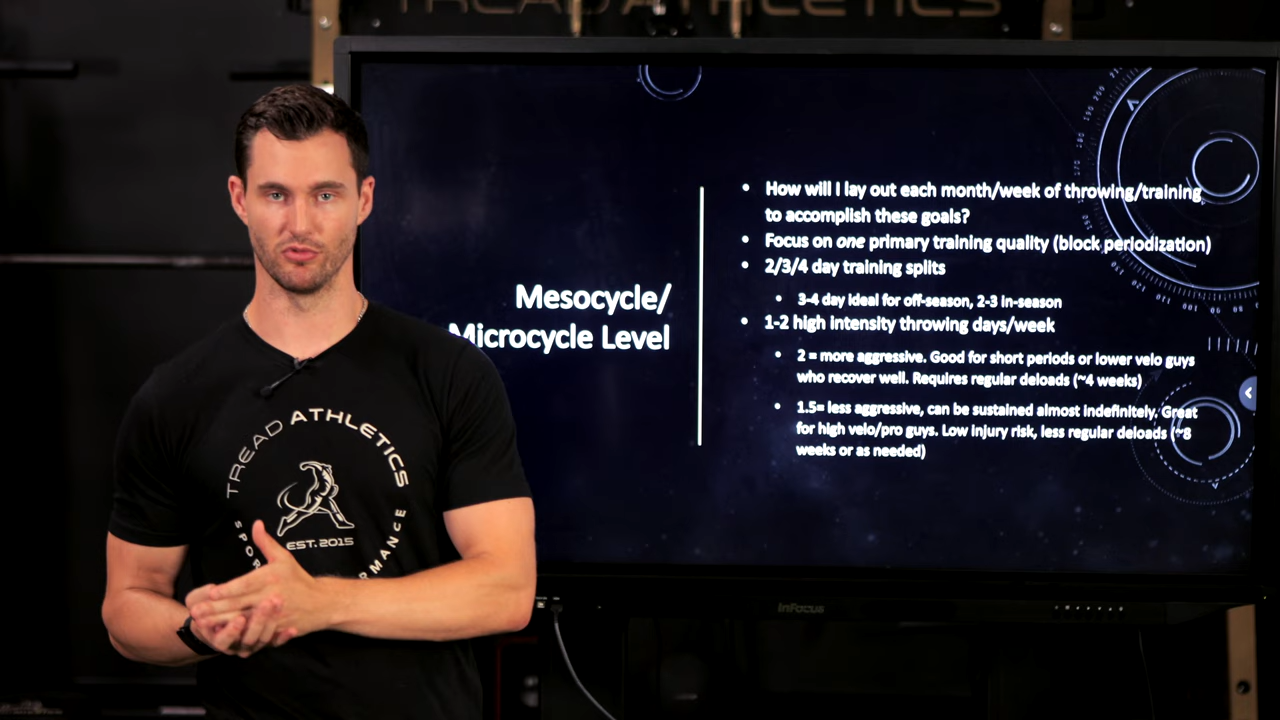 TREAD ATHLETICS
Mesocycle/
Microcycle Level
• How will I lay out each month/week of throwing/training
to accomplish these goals?
• Focus on one primary training quality (block periodization)
• 2/3/4 day training splits
• 3-4 day ideal for off-season, 2-3 in-season
• 1-2 high intensity throwing days/week
• 2 = more aggressive. Good for short periods or lower velo guys
who recover well. Requires regular deloads (~4 weeks)
• 1.5= less aggressive, can be sustained almost indefinitely. Great
for high velo/pro guys. Low injury risk, less regular deloads (~8
weeks or as needed)
TREAD ATHLETICS
EST. 2015
InFocus